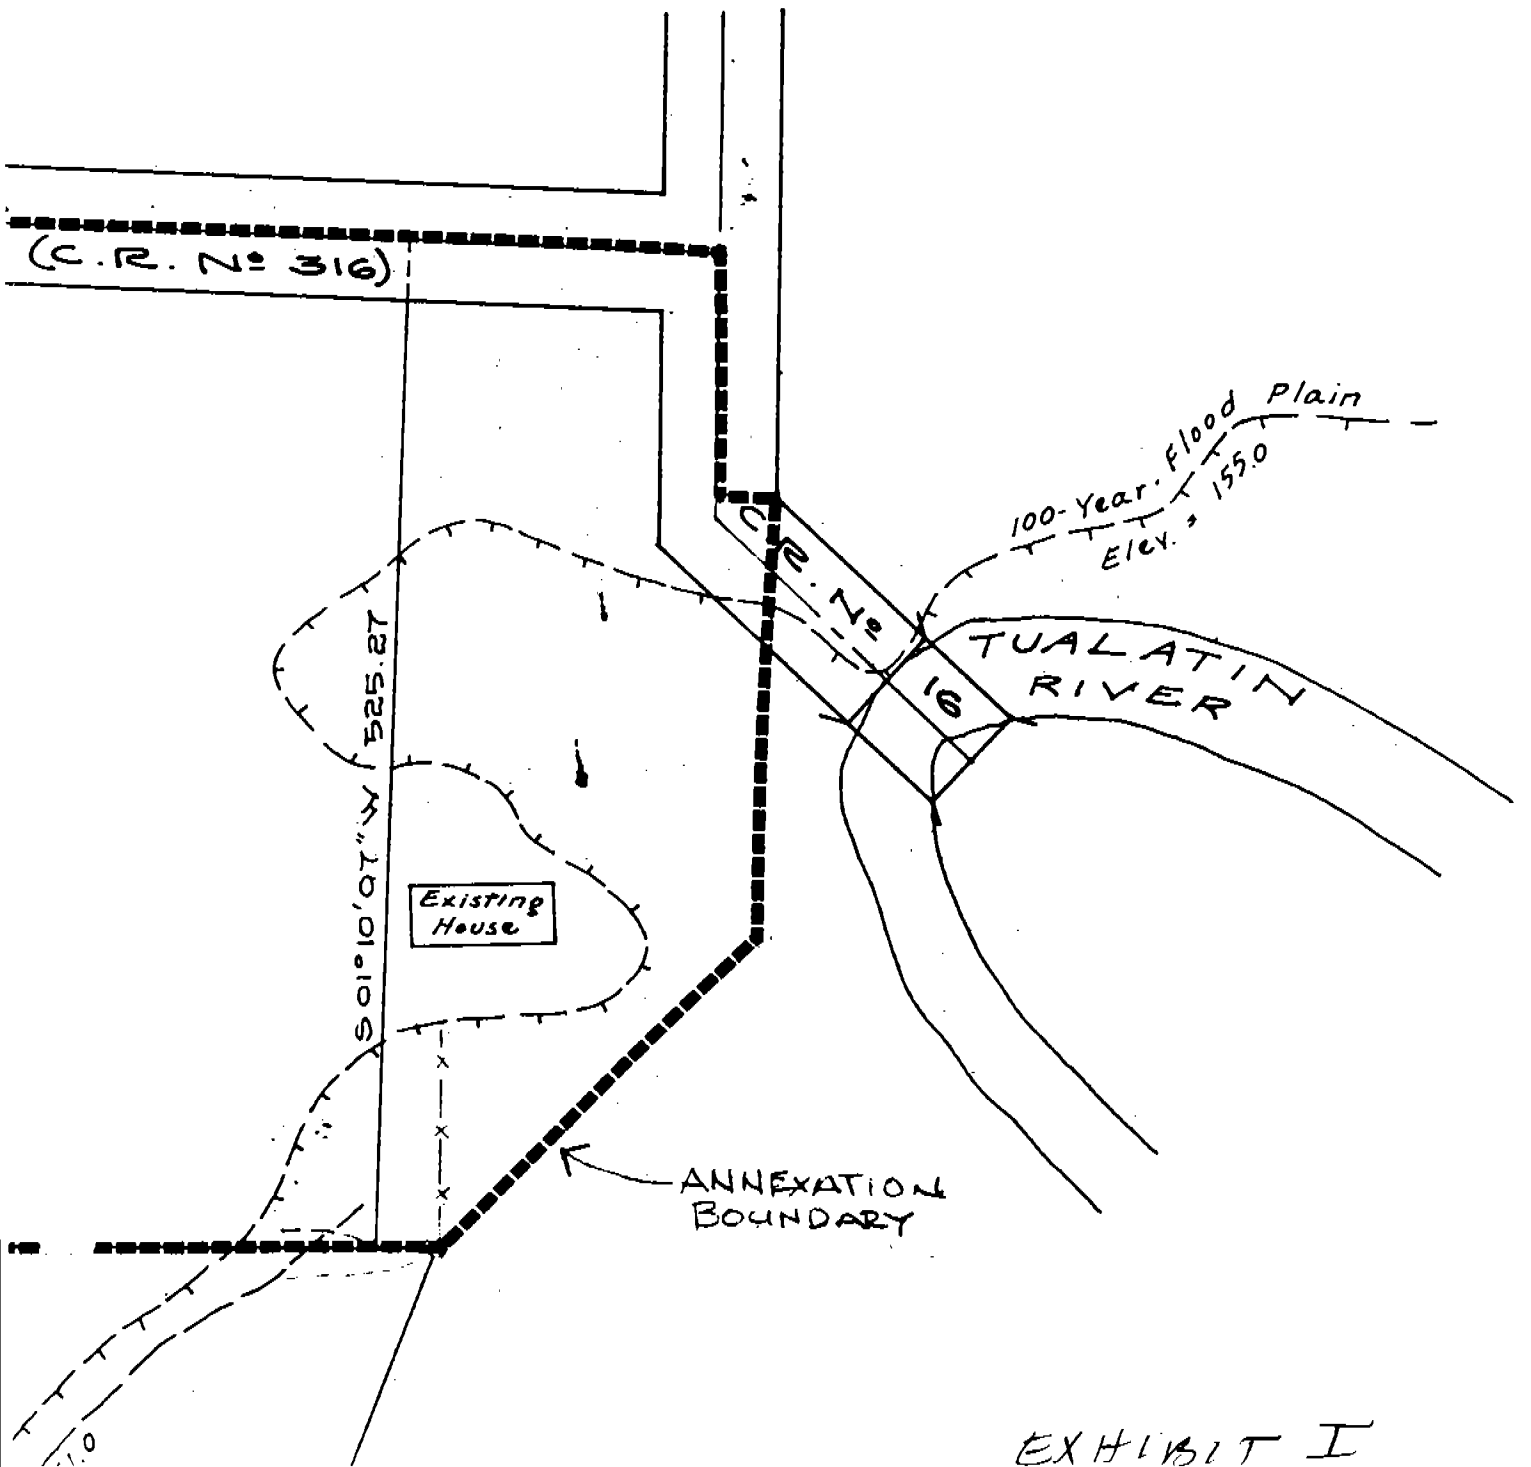 (C.R. Nº 316)
100-Year Flood Plain
Elev. = 155.0
C.R. Nº 16
TUALATIN
RIVER
S 01°10'07" W 525.27
Existing
House
ANNEXATION
BOUNDARY
EXHIBIT I